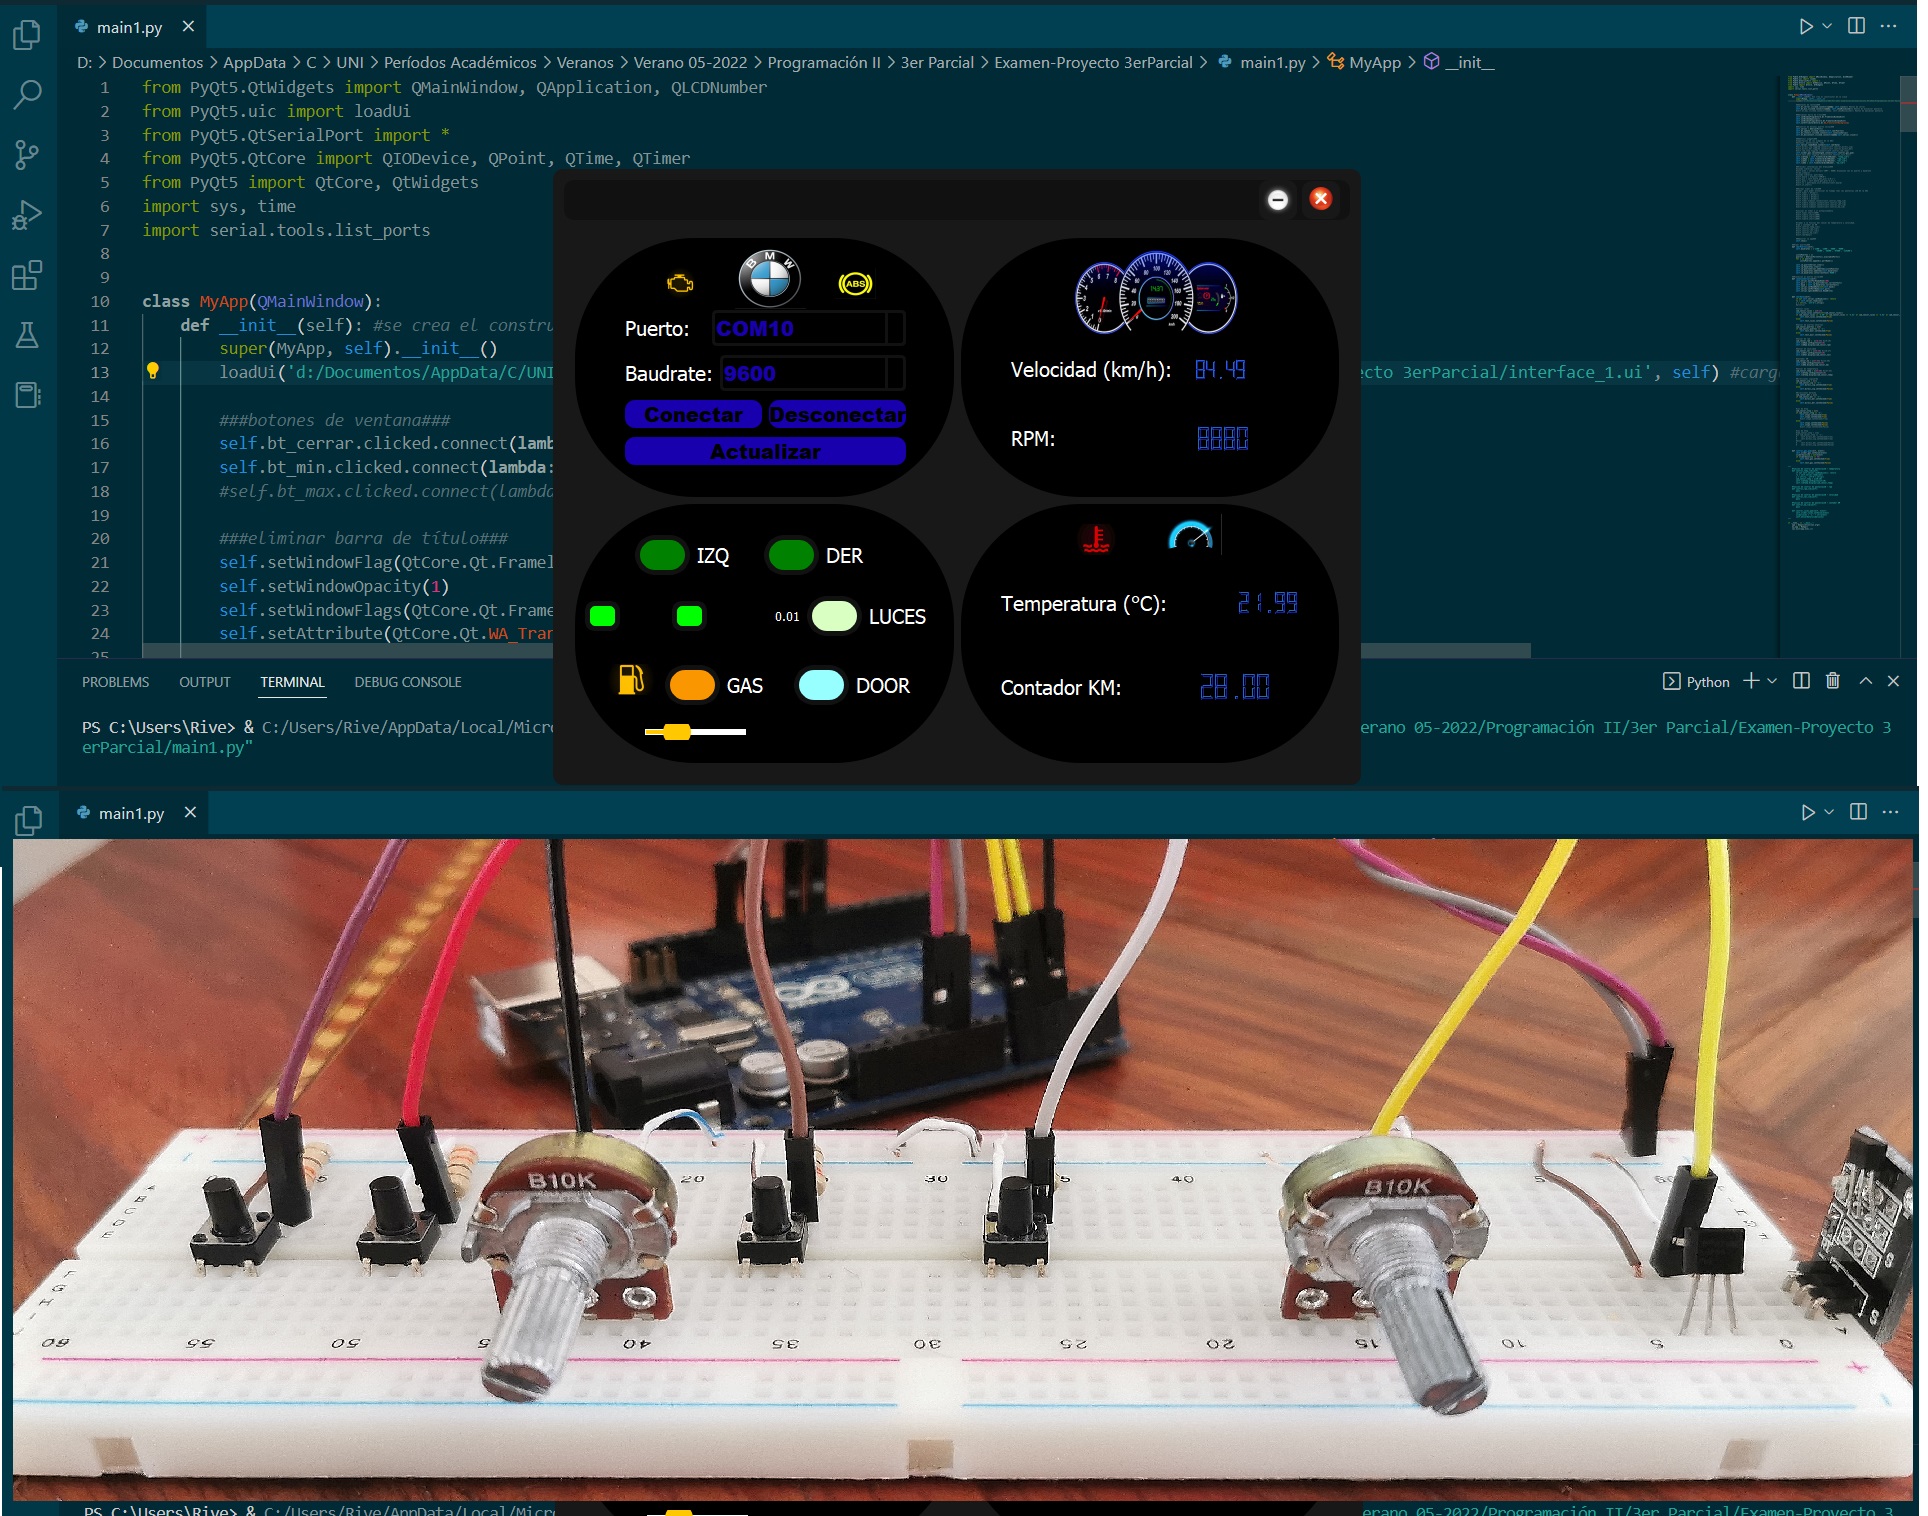 main1.py
D: > Documentos > AppData > C > UNI > Períodos Académicos > Veranos > Verano 05-2022 > Programación II > 3er Parcial > Examen-Proyecto 3erParcial > main1.py > MyApp > __init__
1 from PyQt5.QtWidgets import QMainWindow, QApplication, QLCDNumber
2 from PyQt5.uic import loadUi
3 from PyQt5.QtSerialPort import *
4 from PyQt5.QtCore import QIODevice, QPoint, QTime, QTimer
5 from PyQt5 import QtCore, QtWidgets
6 import sys, time
7 import serial.tools.list_ports
8
9
10 class MyApp(QMainWindow):
11 def __init__(self): #se crea el constru
12 super(MyApp, self).__init__()
13 loadUi('d:/Documentos/AppData/C/UNI ecto 3erParcial/interface_1.ui', self) #carg
14
15 ###botones de ventana###
16 self.bt_cerrar.clicked.connect(lamb
17 self.bt_min.clicked.connect(lambda:
18 #self.bt_max.clicked.connect(lambda
19
20 ###eliminar barra de título###
21 self.setWindowFlag(QtCore.Qt.Framel
22 self.setWindowOpacity(1)
23 self.setWindowFlags(QtCore.Qt.Frame
24 self.setAttribute(QtCore.Qt.WA_Tran
25
BMW
ABS
Puerto: COM10
Baudrate: 9600
Conectar Desconectar
Actualizar
Velocidad (km/h): 84.49
RPM: 8880
IZQ DER
0.01 LUCES
GAS DOOR
Temperatura (°C): 21.99
Contador KM: 28.00
PROBLEMS OUTPUT TERMINAL DEBUG CONSOLE
Python
PS C:\Users\Rive> & C:/Users/Rive/AppData/Local/Micro erano 05-2022/Programación II/3er Parcial/Examen-Proyecto 3
erParcial/main1.py"
main1.py
B10K
B10K
20
30
40
A
B
C
D
E
F
G
H
60 55 50 40 35 30 25 20 15 10 5 0
S
S
PS C:\Users\Rive> & C:/Users/Rive/AppData/Local/Micro erano 05-2022/Programación II/3er Parcial/Examen-Proyecto 3